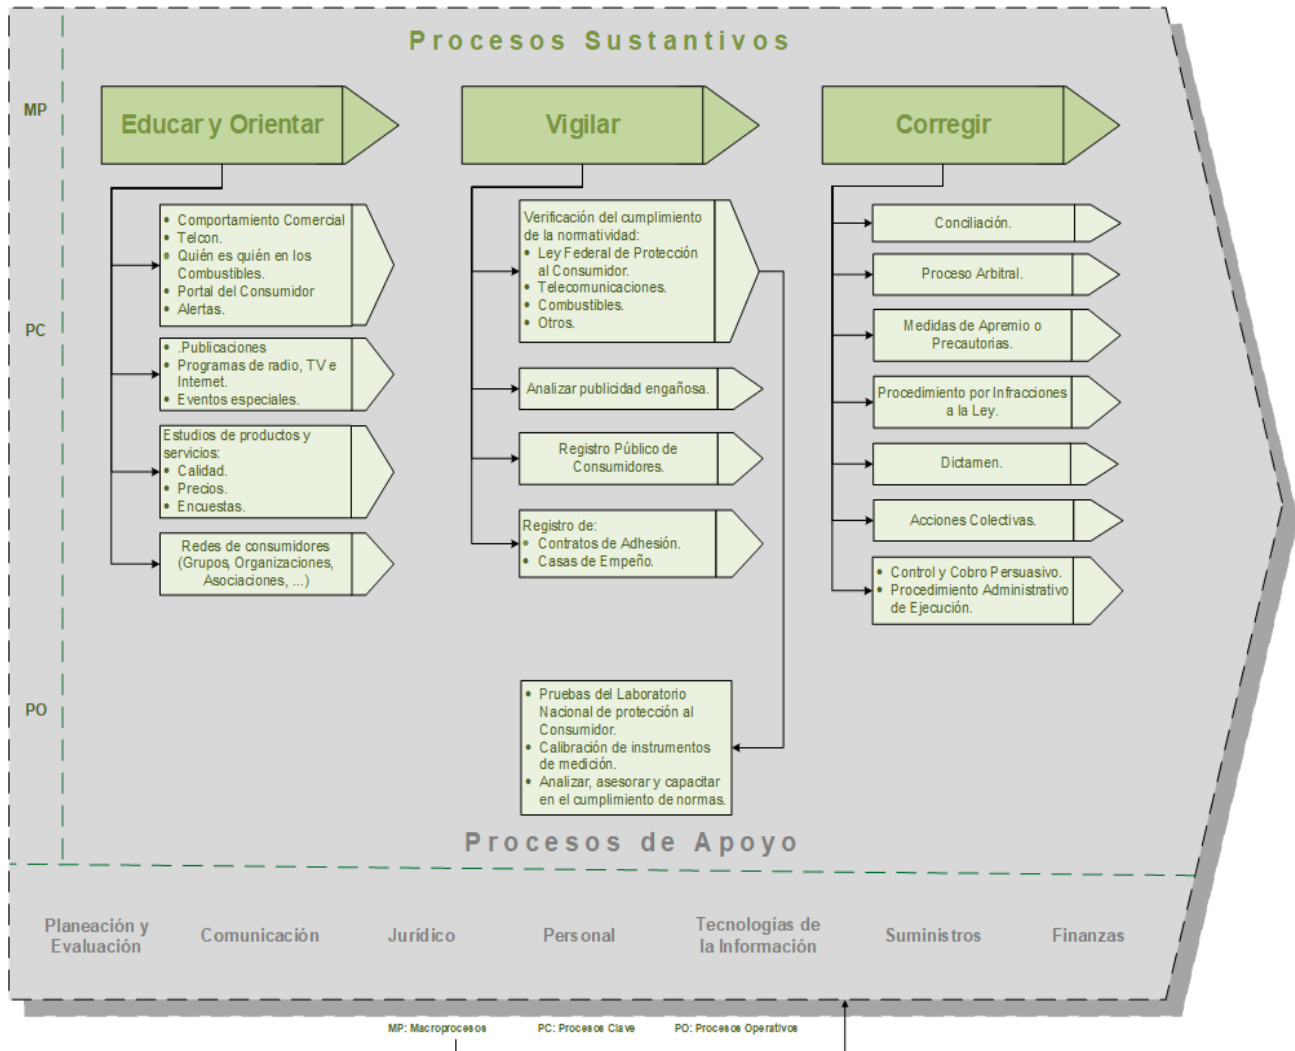 Procesos Sustantivos
MP
Educar y Orientar
Vigilar
Corregir
PC
• Comportamiento Comercial
• Telcon.
• Quién es quién en los
Combustibles.
• Portal del Consumidor
• Alertas.
• .Publicaciones
• Programas de radio, TV e
Internet.
• Eventos especiales.
Estudios de productos y
servicios:
• Calidad.
• Precios.
• Encuestas.
Redes de consumidores
(Grupos, Organizaciones,
Asociaciones, ...)
Verificación del cumplimiento
de la normatividad:
• Ley Federal de Protección
al Consumidor.
• Telecomunicaciones.
• Combustibles.
• Otros.
Analizar publicidad engañosa.
Registro Público de
Consumidores.
Registro de:
• Contratos de Adhesión.
• Casas de Empeño.
Conciliación.
Proceso Arbitral.
Medidas de Apremio o
Precautorias.
Procedimiento por Infracciones
a la Ley.
Dictamen.
Acciones Colectivas.
• Control y Cobro Persuasivo.
• Procedimiento Administrativo
de Ejecución.
PO
• Pruebas del Laboratorio
Nacional de protección al
Consumidor.
• Calibración de instrumentos
de medición.
• Analizar, asesorar y capacitar
en el cumplimiento de normas.
Procesos de Apoyo
Planeación y
Evaluación
Comunicación
Jurídico
Personal
Tecnologías de
la Información
Suministros
Finanzas
MP: Macroprocesos
PC: Procesos Clave
PO: Procesos Operativos